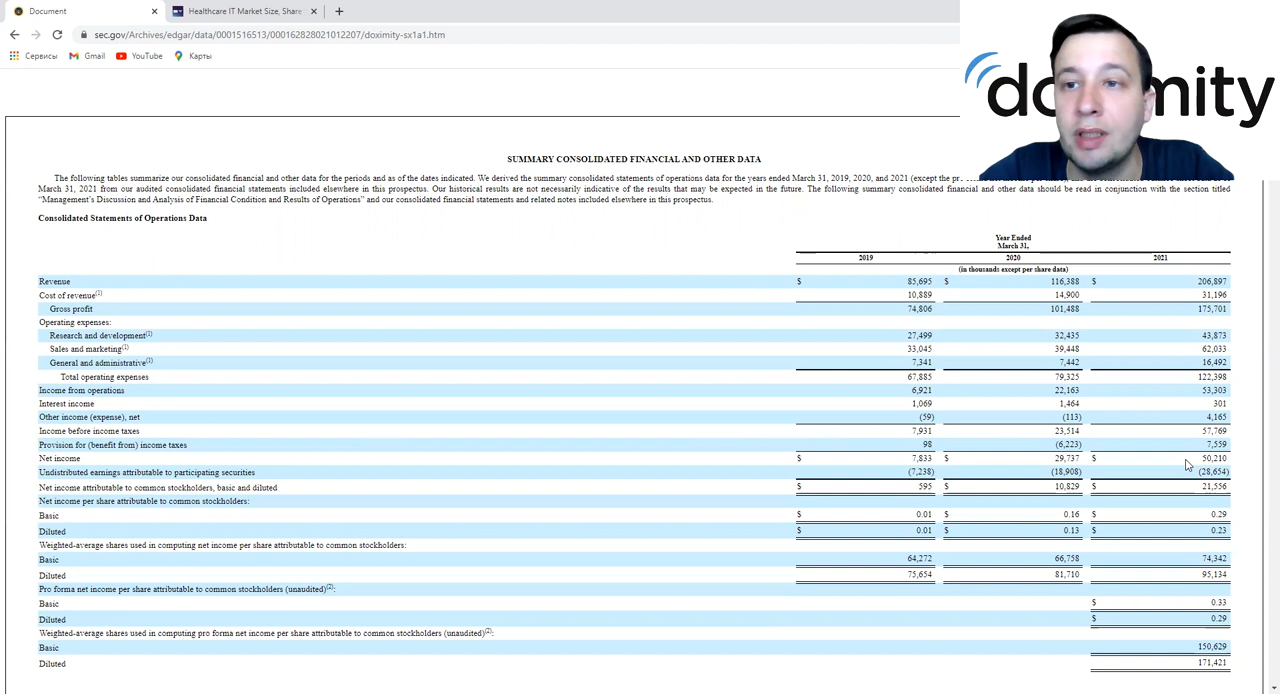 Document
Healthcare IT Market Size, Share
sec.gov/Archives/edgar/data/0001516513/000162828021012207/doximity-sx1a1.htm
Сервисы Gmail YouTube Карты
do mity
SUMMARY CONSOLIDATED FINANCIAL AND OTHER DATA
The following tables summarize our consolidated financial and other data for the periods and as of the dates indicated. We derived the summary consolidated statements of operations data for the years ended March 31, 2019, 2020, and 2021 (except the
March 31, 2021 from our audited consolidated financial statements included elsewhere in this prospectus. Our historical results are not necessarily indicative of the results that may be expected in the future. The following summary consolidated financial and other data should be read in conjunction with the section titled
“Management’s Discussion and Analysis of Financial Condition and Results of Operations” and our consolidated financial statements and related notes included elsewhere in this prospectus.
Consolidated Statements of Operations Data
Year Ended
March 31,
2019 2020 2021
(in thousands except per share data)
Revenue $ 85,695 $ 116,388 $ 206,897
Cost of revenue(1) 10,889 14,900 31,196
Gross profit 74,806 101,488 175,701
Operating expenses:
Research and development(1) 27,499 32,435 43,873
Sales and marketing(1) 33,045 39,448 62,033
General and administrative(1) 7,341 7,442 16,492
Total operating expenses 67,885 79,325 122,398
Income from operations 6,921 22,163 53,303
Interest income 1,069 1,464 301
Other income (expense), net (59) (113) 4,165
Income before income taxes 7,931 23,514 57,769
Provision for (benefit from) income taxes 98 (6,223) 7,559
Net income $ 7,833 $ 29,737 $ 50,210
Undistributed earnings attributable to participating securities (7,238) (18,908) (28,654)
Net income attributable to common stockholders, basic and diluted $ 595 $ 10,829 $ 21,556
Net income per share attributable to common stockholders:
Basic $ 0.01 $ 0.16 $ 0.29
Diluted $ 0.01 $ 0.13 $ 0.23
Weighted-average shares used in computing net income per share attributable to common stockholders:
Basic 64,272 66,758 74,342
Diluted 75,654 81,710 95,134
Pro forma net income per share attributable to common stockholders (unaudited)(2):
Basic $ 0.33
Diluted $ 0.29
Weighted-average shares used in computing pro forma net income per share attributable to common stockholders (unaudited)(2):
Basic 150,629
Diluted 171,421